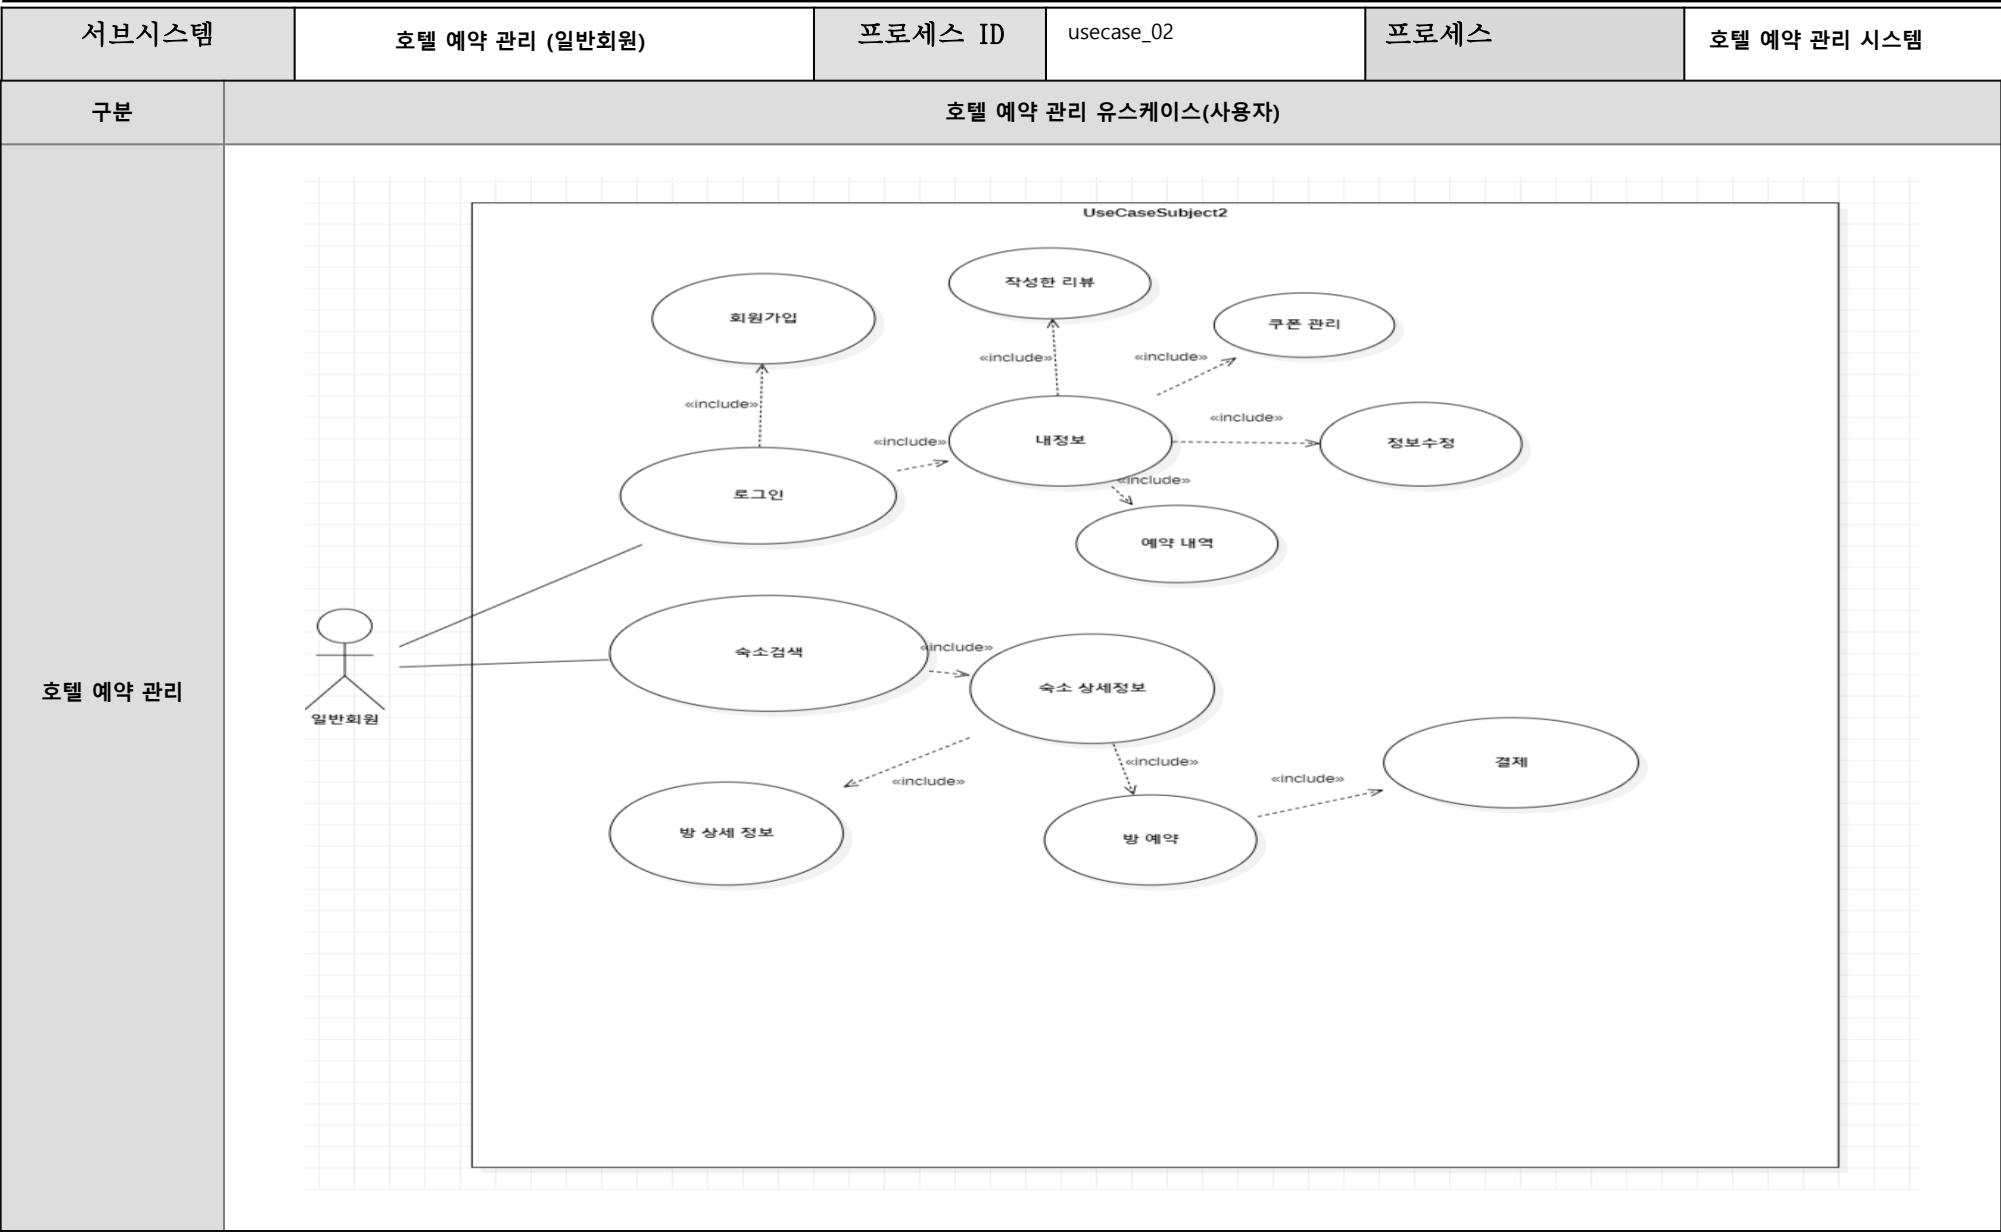 서브시스템
호텔 예약 관리 (일반회원)
프로세스 ID
usecase_02
프로세스
호텔 예약 관리 시스템
구분
호텔 예약 관리 유스케이스(사용자)
호텔 예약 관리
UseCaseSubject2
작성한 리뷰
회원가입
쿠폰 관리
«include»
«include»
«include»
«include»
«include»
내정보
정보수정
«include»
로그인
예약 내역
숙소검색
«include»
숙소 상세정보
일반회원
«include»
결제
«include»
«include»
방 상세 정보
방 예약